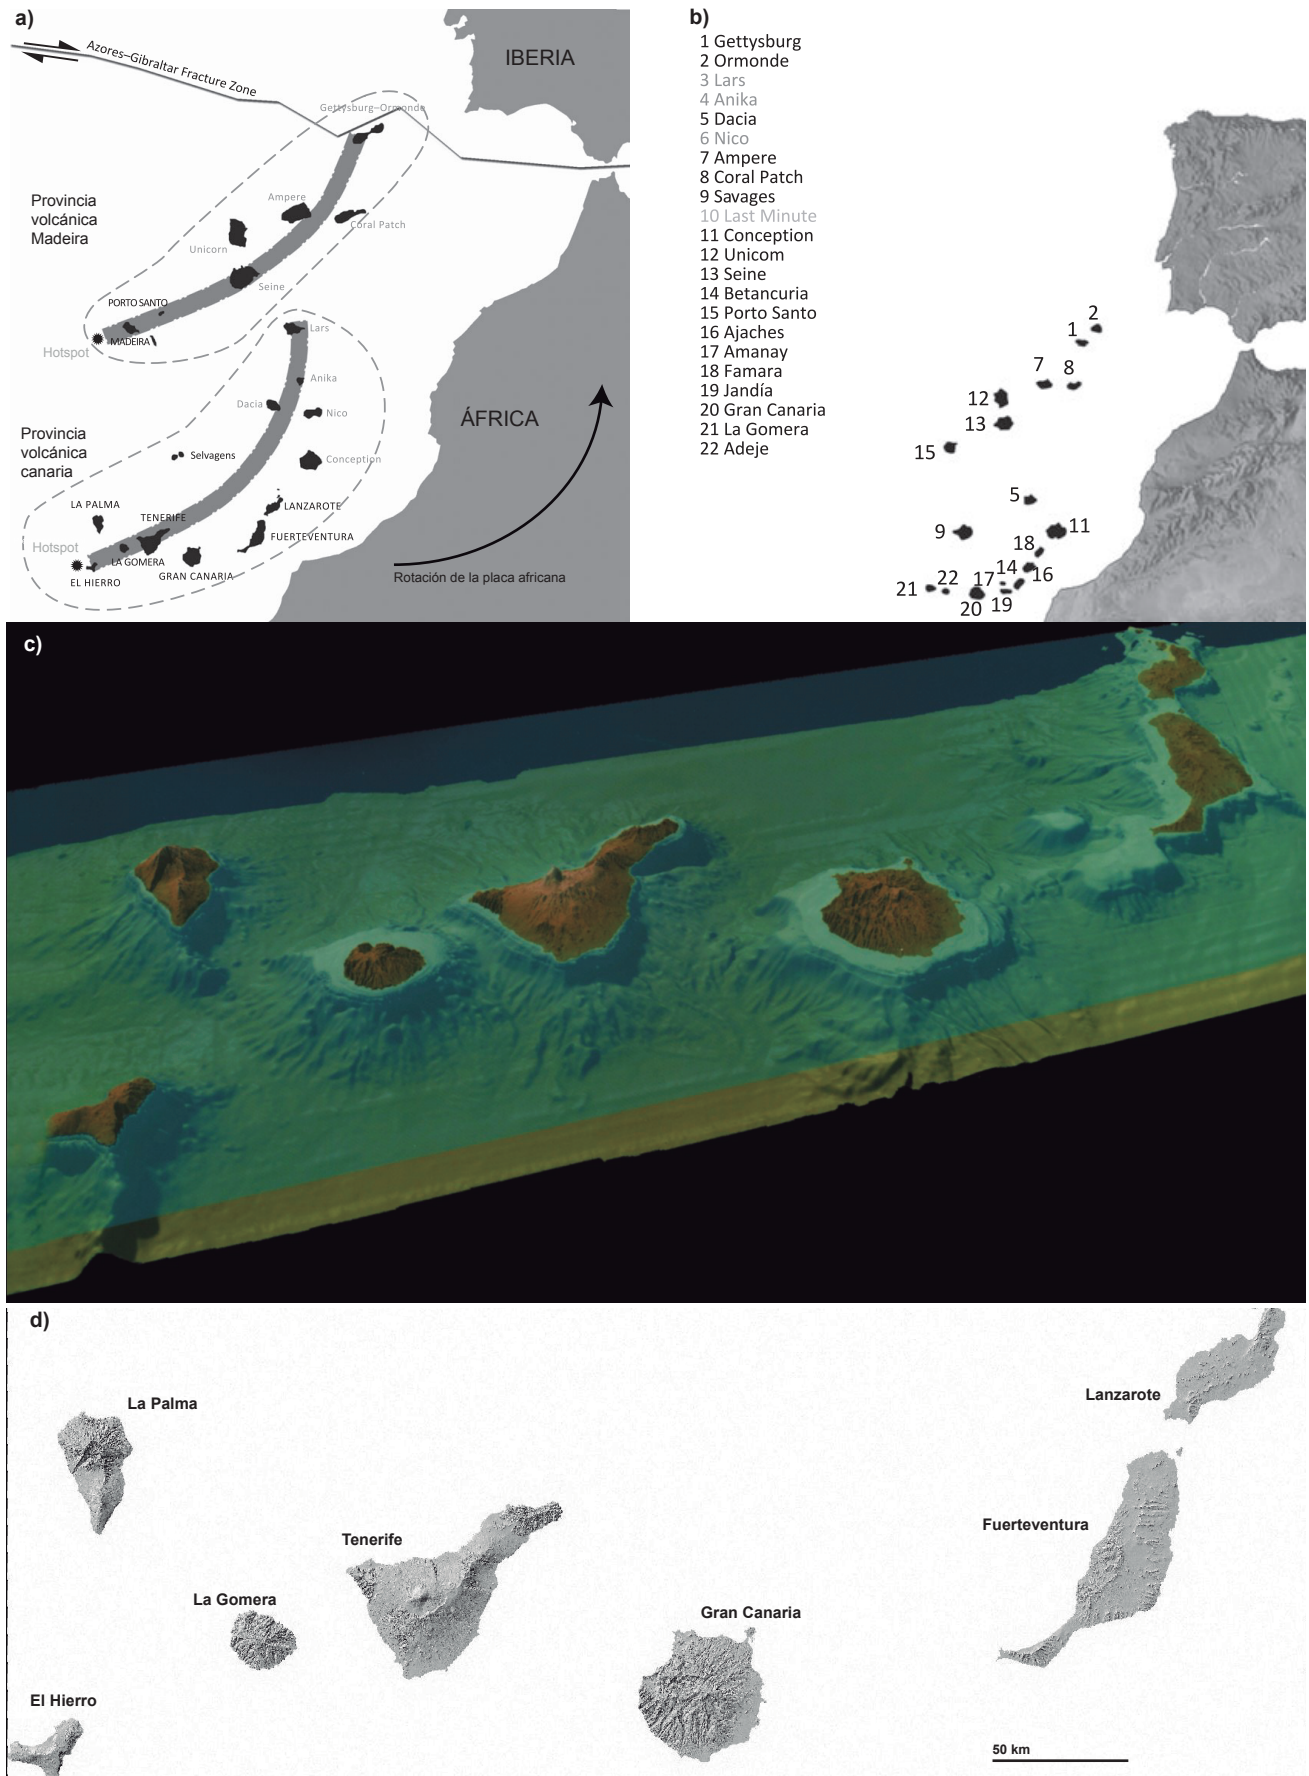 a)
Azores–Gibraltar Fracture Zone
IBERIA
Gettysburg–Ormonde
Provincia
volcánica
Madeira
Ampere
Coral Patch
Unicorn
Seine
PORTO SANTO
MADEIRA
Hotspot
Lars
Anika
Dacia
Nico
ÁFRICA
Provincia
volcánica
canaria
Selvagens
Conception
LA PALMA
LANZAROTE
TENERIFE
FUERTEVENTURA
Hotspot
LA GOMERA
EL HIERRO
GRAN CANARIA
Rotación de la placa africana
b)
1 Gettysburg
2 Ormonde
3 Lars
4 Anika
5 Dacia
6 Nico
7 Ampere
8 Coral Patch
9 Savages
10 Last Minute
11 Conception
12 Unicom
13 Seine
14 Betancuria
15 Porto Santo
16 Ajaches
17 Amanay
18 Famara
19 Jandía
20 Gran Canaria
21 La Gomera
22 Adeje
2
1
7
8
12
13
15
5
9
11
18
14
16
17
21
22
20
19
c)
d)
La Palma
Lanzarote
Fuerteventura
Tenerife
La Gomera
Gran Canaria
El Hierro
50 km